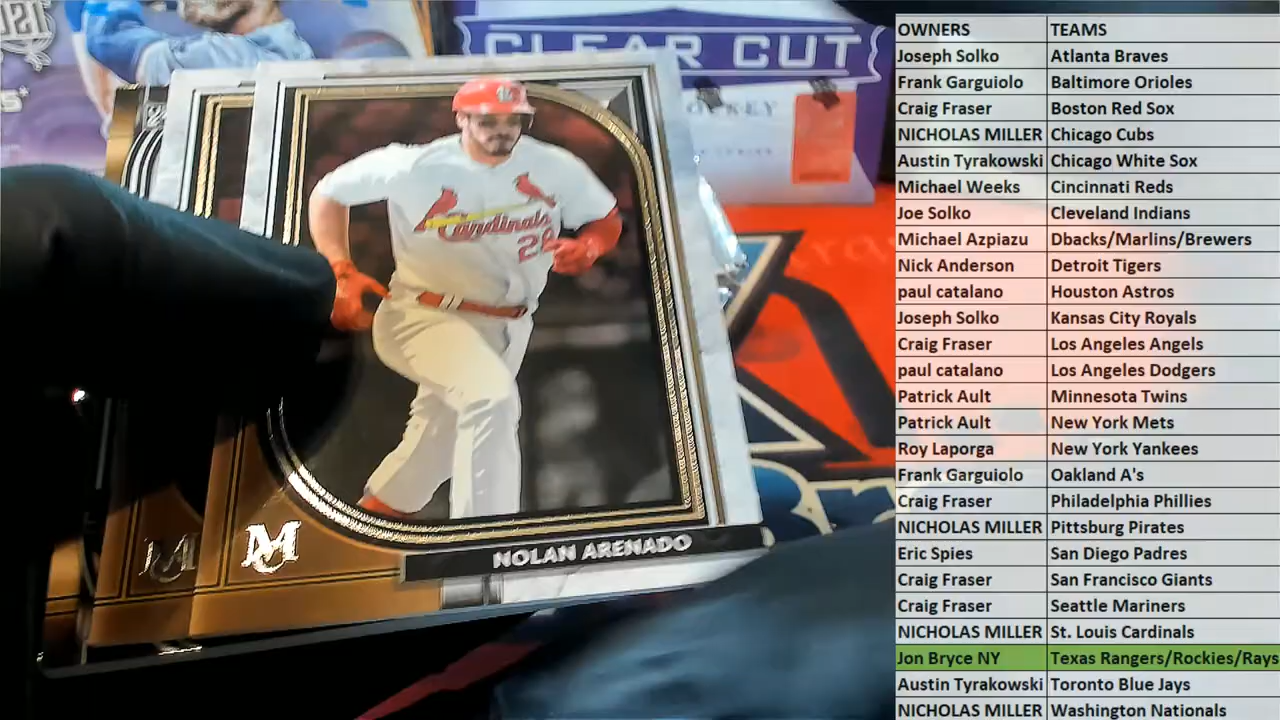 CLEAR CUT
Cardinals
28
NOLAN ARENADO
OWNERS TEAMS
Joseph Solko Atlanta Braves
Frank Garguiolo Baltimore Orioles
Craig Fraser Boston Red Sox
NICHOLAS MILLER Chicago Cubs
Austin Tyrakowski Chicago White Sox
Michael Weeks Cincinnati Reds
Joe Solko Cleveland Indians
Michael Azpiazu Dbacks/Marlins/Brewers
Nick Anderson Detroit Tigers
paul catalano Houston Astros
Joseph Solko Kansas City Royals
Craig Fraser Los Angeles Angels
paul catalano Los Angeles Dodgers
Patrick Ault Minnesota Twins
Patrick Ault New York Mets
Roy Laporga New York Yankees
Frank Garguiolo Oakland A's
Craig Fraser Philadelphia Phillies
NICHOLAS MILLER Pittsburg Pirates
Eric Spies San Diego Padres
Craig Fraser San Francisco Giants
Craig Fraser Seattle Mariners
NICHOLAS MILLER St. Louis Cardinals
Jon Bryce NY Texas Rangers/Rockies/Rays
Austin Tyrakowski Toronto Blue Jays
NICHOLAS MILLER Washington Nationals